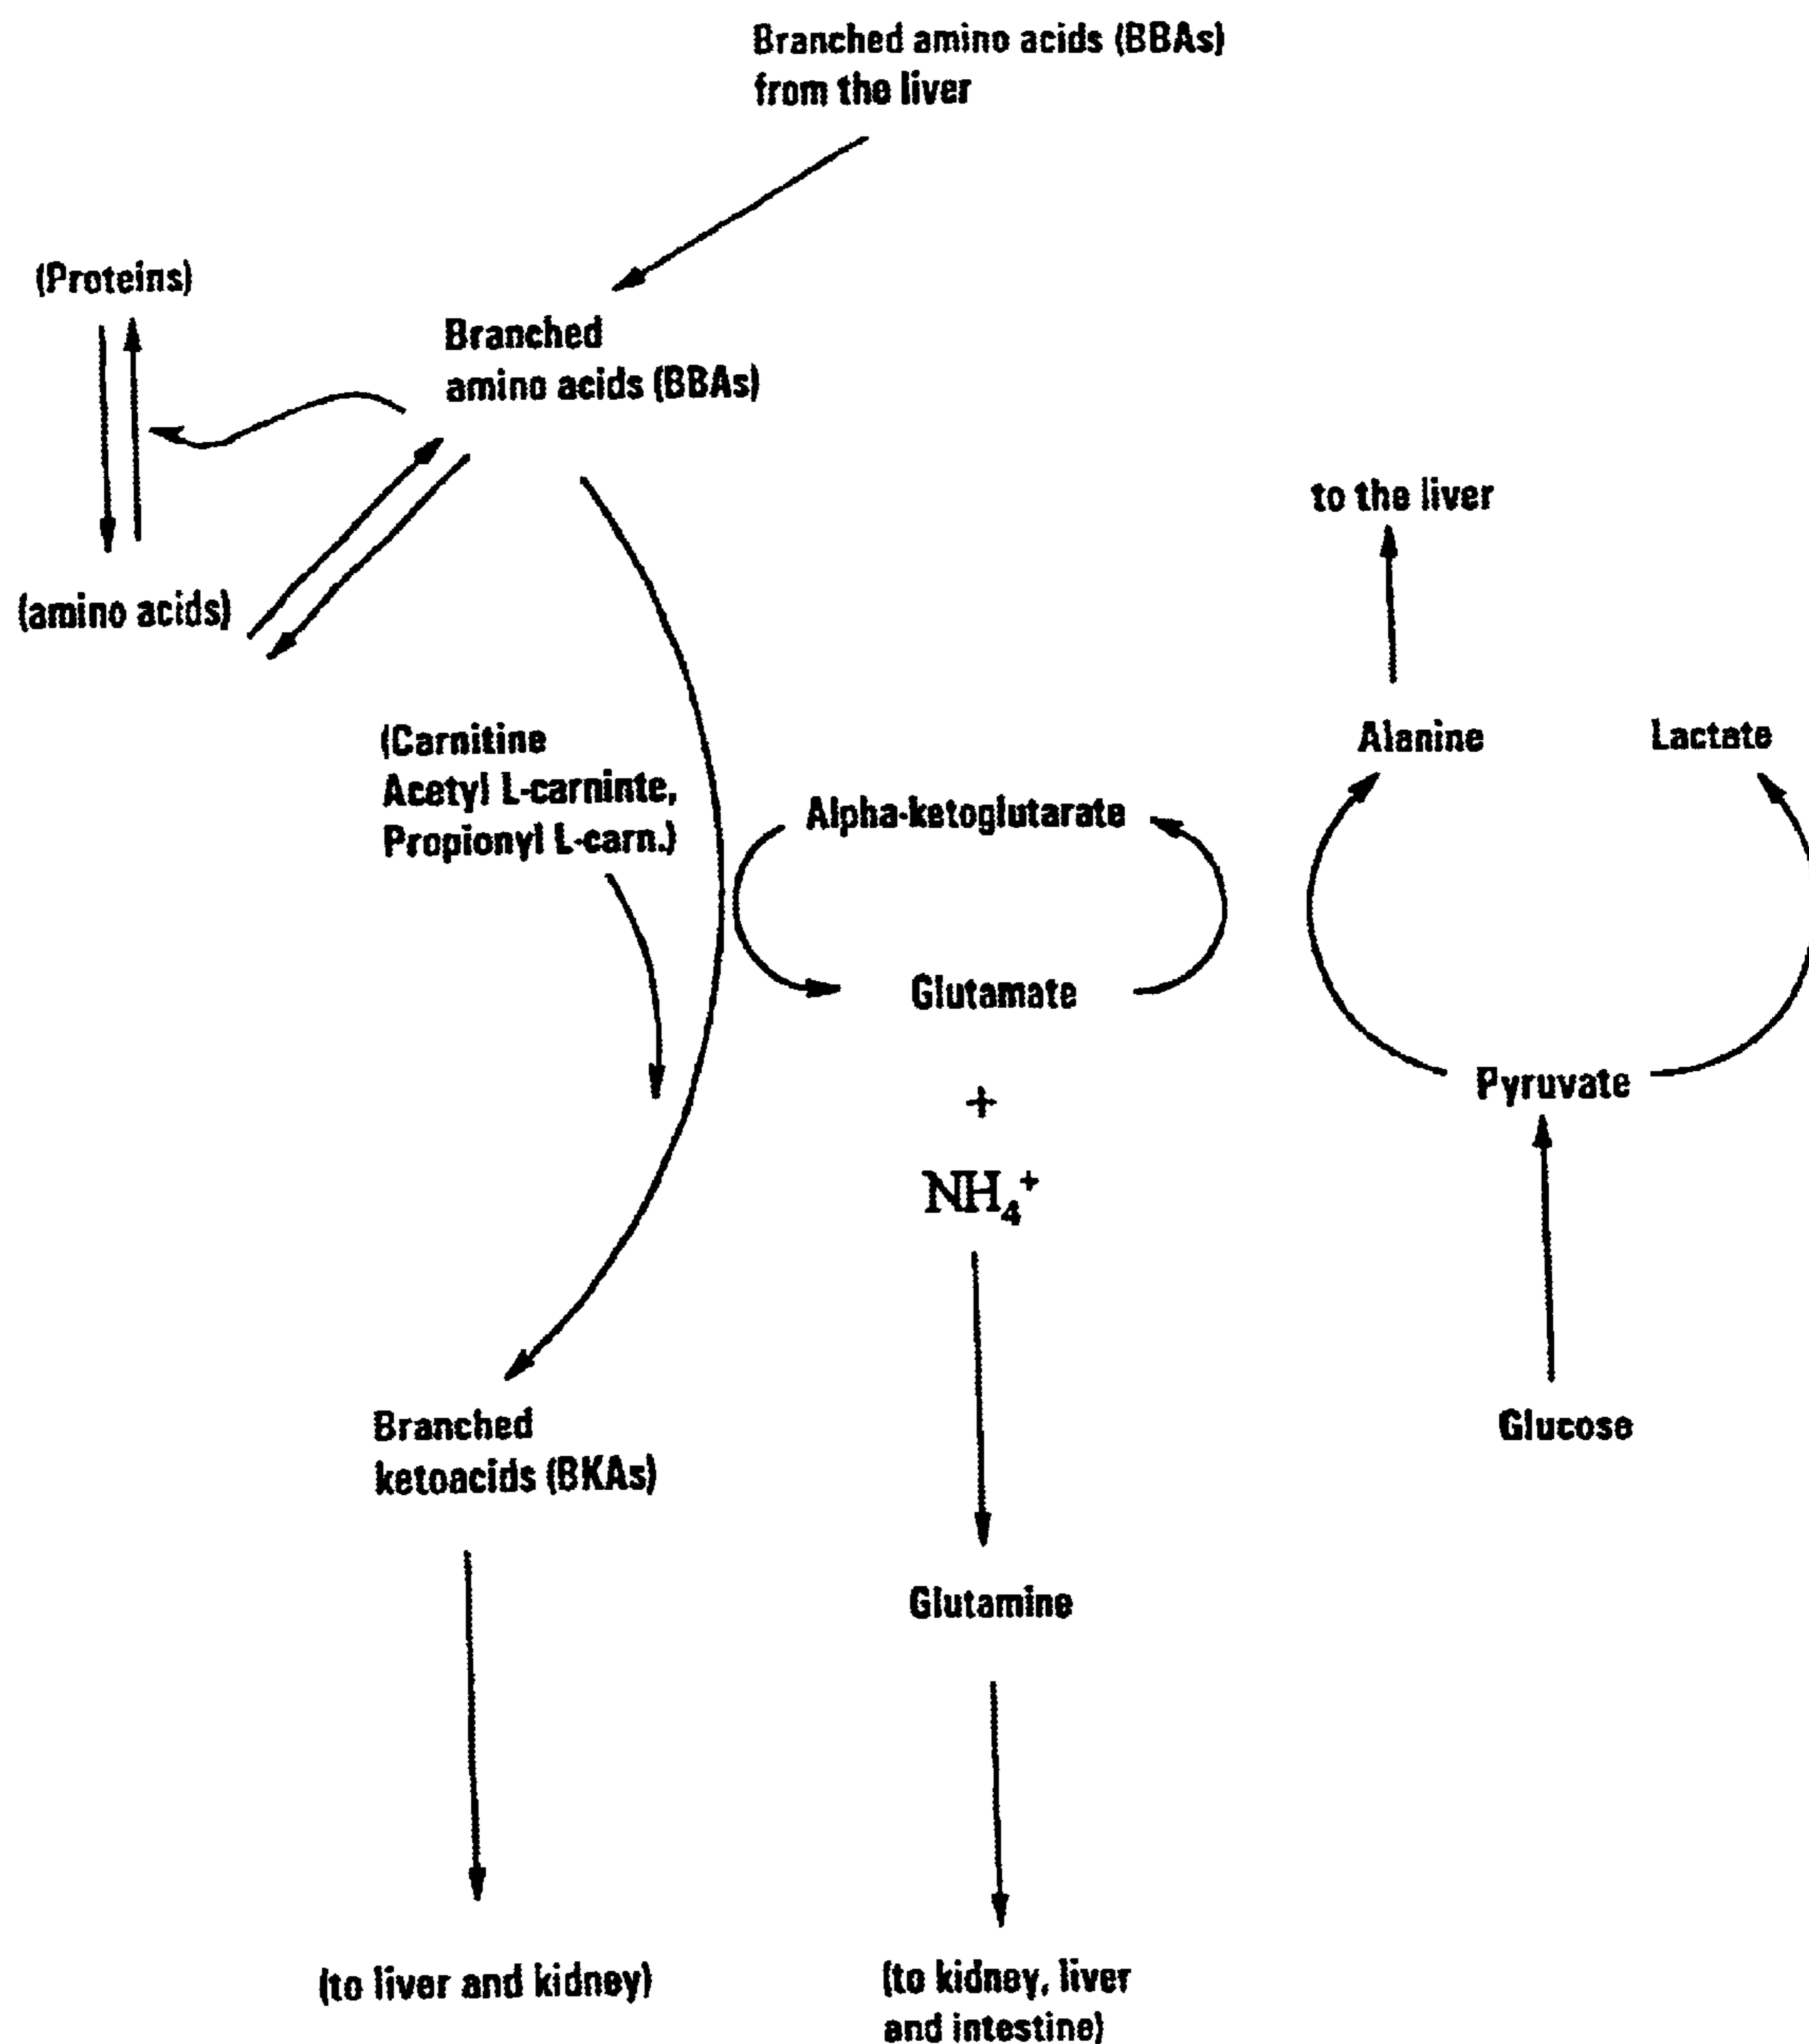 Branched amino acids (BBAs)
from the liver
(Proteins)
Branched
amino acids (BBAs)
to the liver
(amino acids)
(Carnitine
Acetyl L-carninte,
Propionyl L-carn.)
Alanine
Lactate
Alpha-ketoglutarate
Glutamate
+
NH₄⁺
Pyruvate
Branched
ketoacids (BKAs)
Glucose
Glutamine
(to liver and kidney)
(to kidney, liver
and intestine)